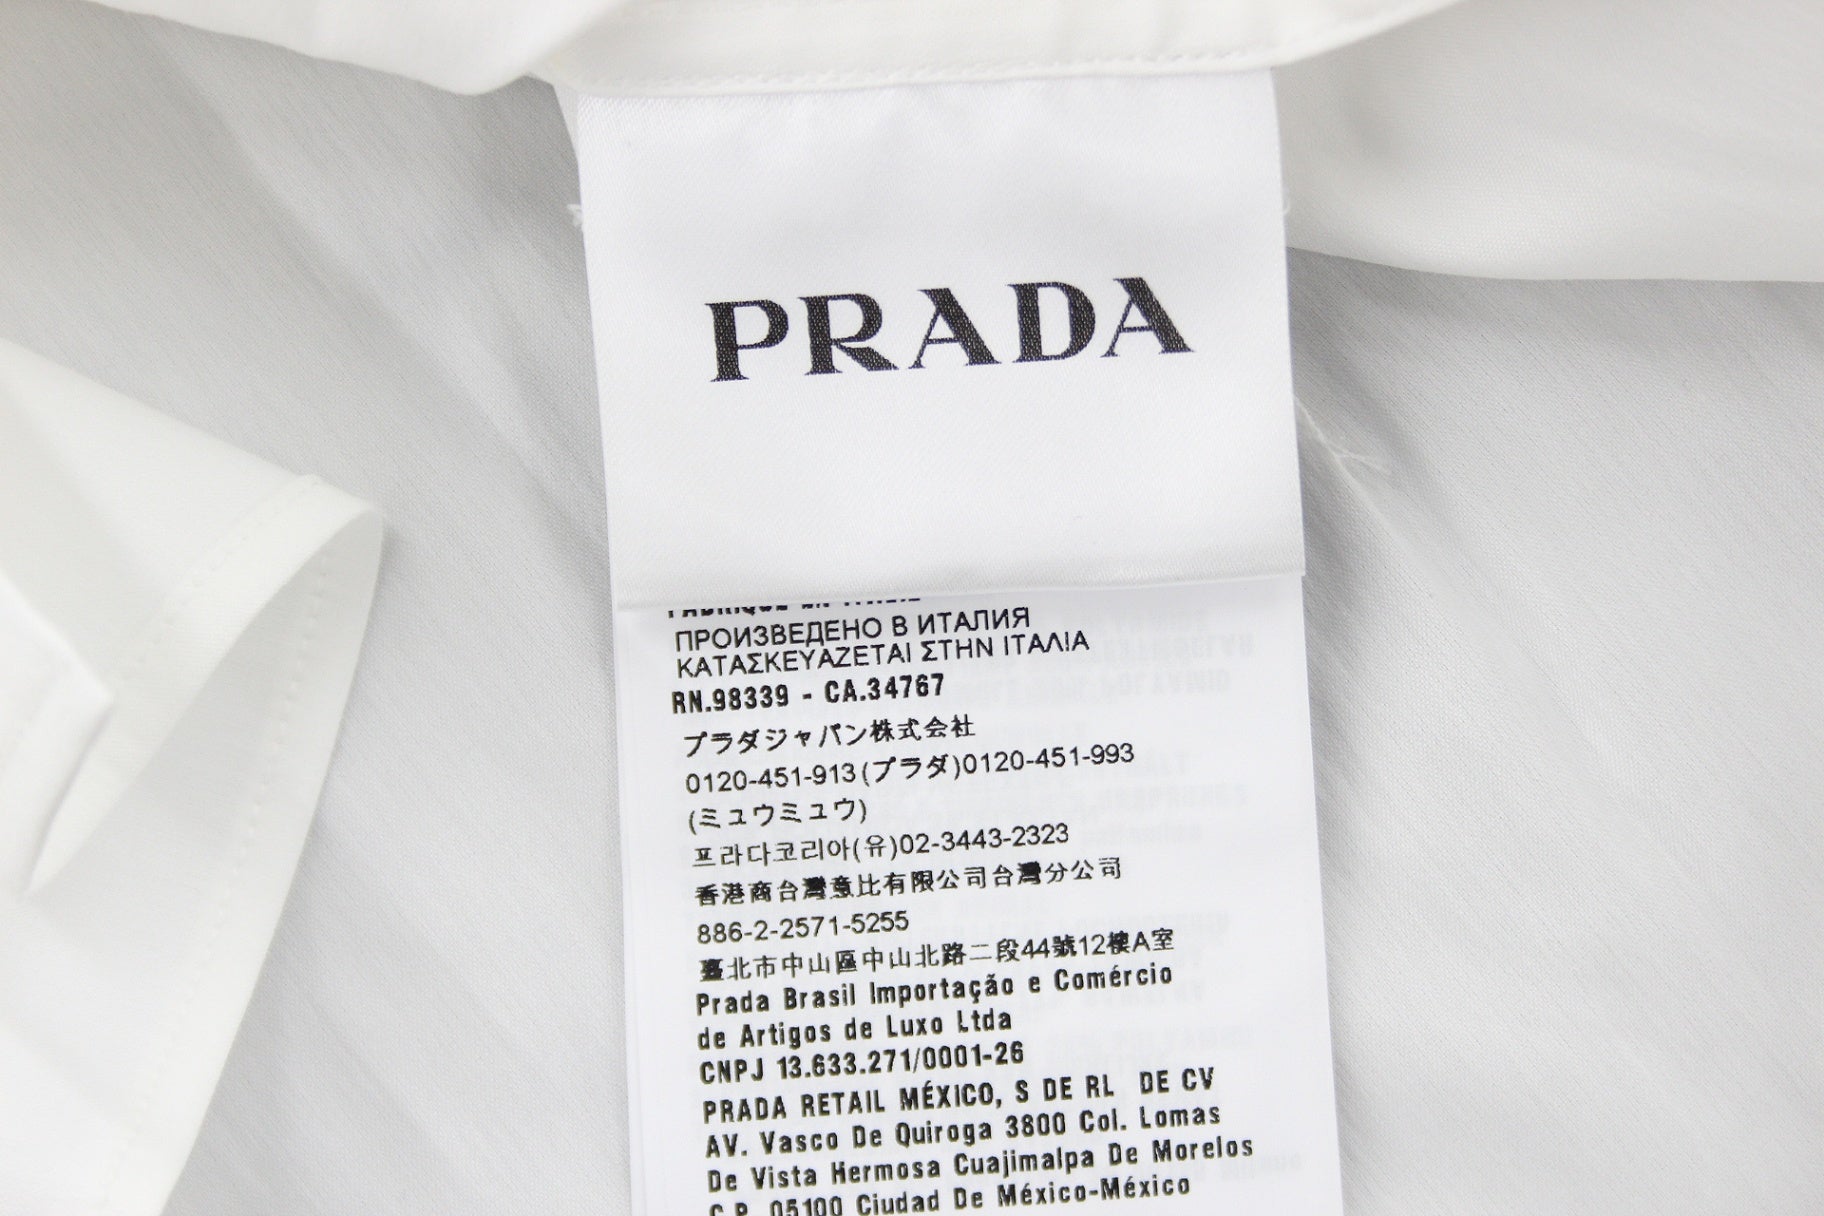 PRADA
FABRIQUÉ EN ITALIE
ПРОИЗВЕДЕНО В ИТАЛИЯ
ΚΑΤΑΣΚΕΥΑΖΕΤΑΙ ΣΤΗΝ ΙΤΑΛΙΑ
RN.98339 - CA.34767
プラダジャパン株式会社
0120-451-913(プラダ)0120-451-993
(ミュウミュウ)
프라다코리아(유)02-3443-2323
香港商台灣意比有限公司台灣分公司
886-2-2571-5255
臺北市中山區中山北路二段44號12樓A室
Prada Brasil Importação e Comércio
de Artigos de Luxo Ltda
CNPJ 13.633.271/0001-26
PRADA RETAIL MÉXICO, S DE RL DE CV
AV. Vasco De Quiroga 3800 Col. Lomas
De Vista Hermosa Cuajimalpa De Morelos
C.P. 05100 Ciudad De México-México